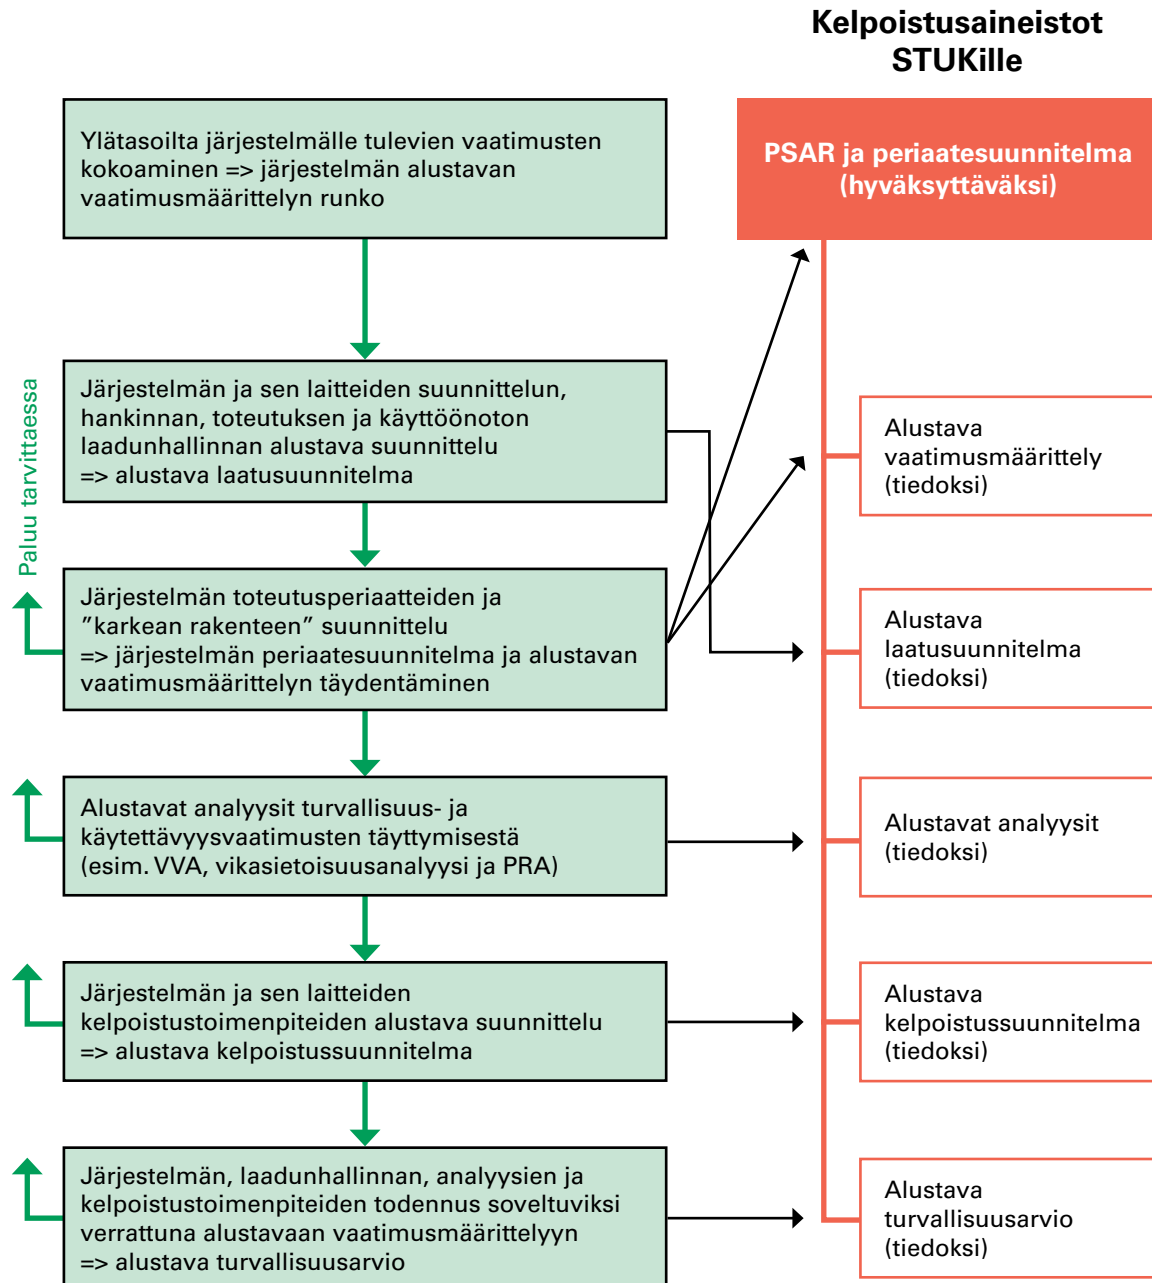 Kelpoistusaineistot
STUKille
Ylätasoilta järjestelmälle tulevien vaatimusten
kokoaminen => järjestelmän alustavan
vaatimusmäärittelyn runko
PSAR ja periaatesuunnitelma
(hyväksyttäväksi)
Järjestelmän ja sen laitteiden suunnittelun,
hankinnan, toteutuksen ja käyttöönoton
laadunhallinnan alustava suunnittelu
=> alustava laatusuunnitelma
Alustava
vaatimusmäärittely
(tiedoksi)
Paluu tarvittaessa
Järjestelmän toteutusperiaatteiden ja
”karkean rakenteen” suunnittelu
=> järjestelmän periaatesuunnitelma ja alustavan
vaatimusmäärittelyn täydentäminen
Alustava
laatusuunnitelma
(tiedoksi)
Alustavat analyysit turvallisuus- ja
käytettävyysvaatimusten täyttymisestä
(esim. VVA, vikasietoisuusanalyysi ja PRA)
Alustavat analyysit
(tiedoksi)
Järjestelmän ja sen laitteiden
kelpoistustoimenpiteiden alustava suunnittelu
=> alustava kelpoistussuunnitelma
Alustava
kelpoistussuunnitelma
(tiedoksi)
Järjestelmän, laadunhallinnan, analyysien ja
kelpoistustoimenpiteiden todennus soveltuviksi
verrattuna alustavaan vaatimusmäärittelyyn
=> alustava turvallisuusarvio
Alustava
turvallisuusarvio
(tiedoksi)